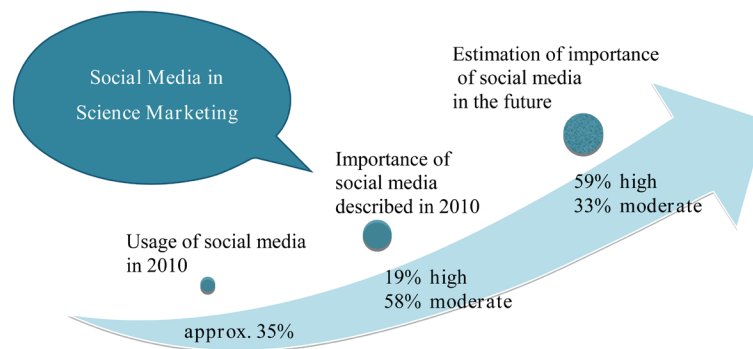 Social Media in
Science Marketing
Usage of social media
in 2010
approx. 35%
Importance of
social media
described in 2010
19% high
58% moderate
Estimation of importance
of social media
in the future
59% high
33% moderate